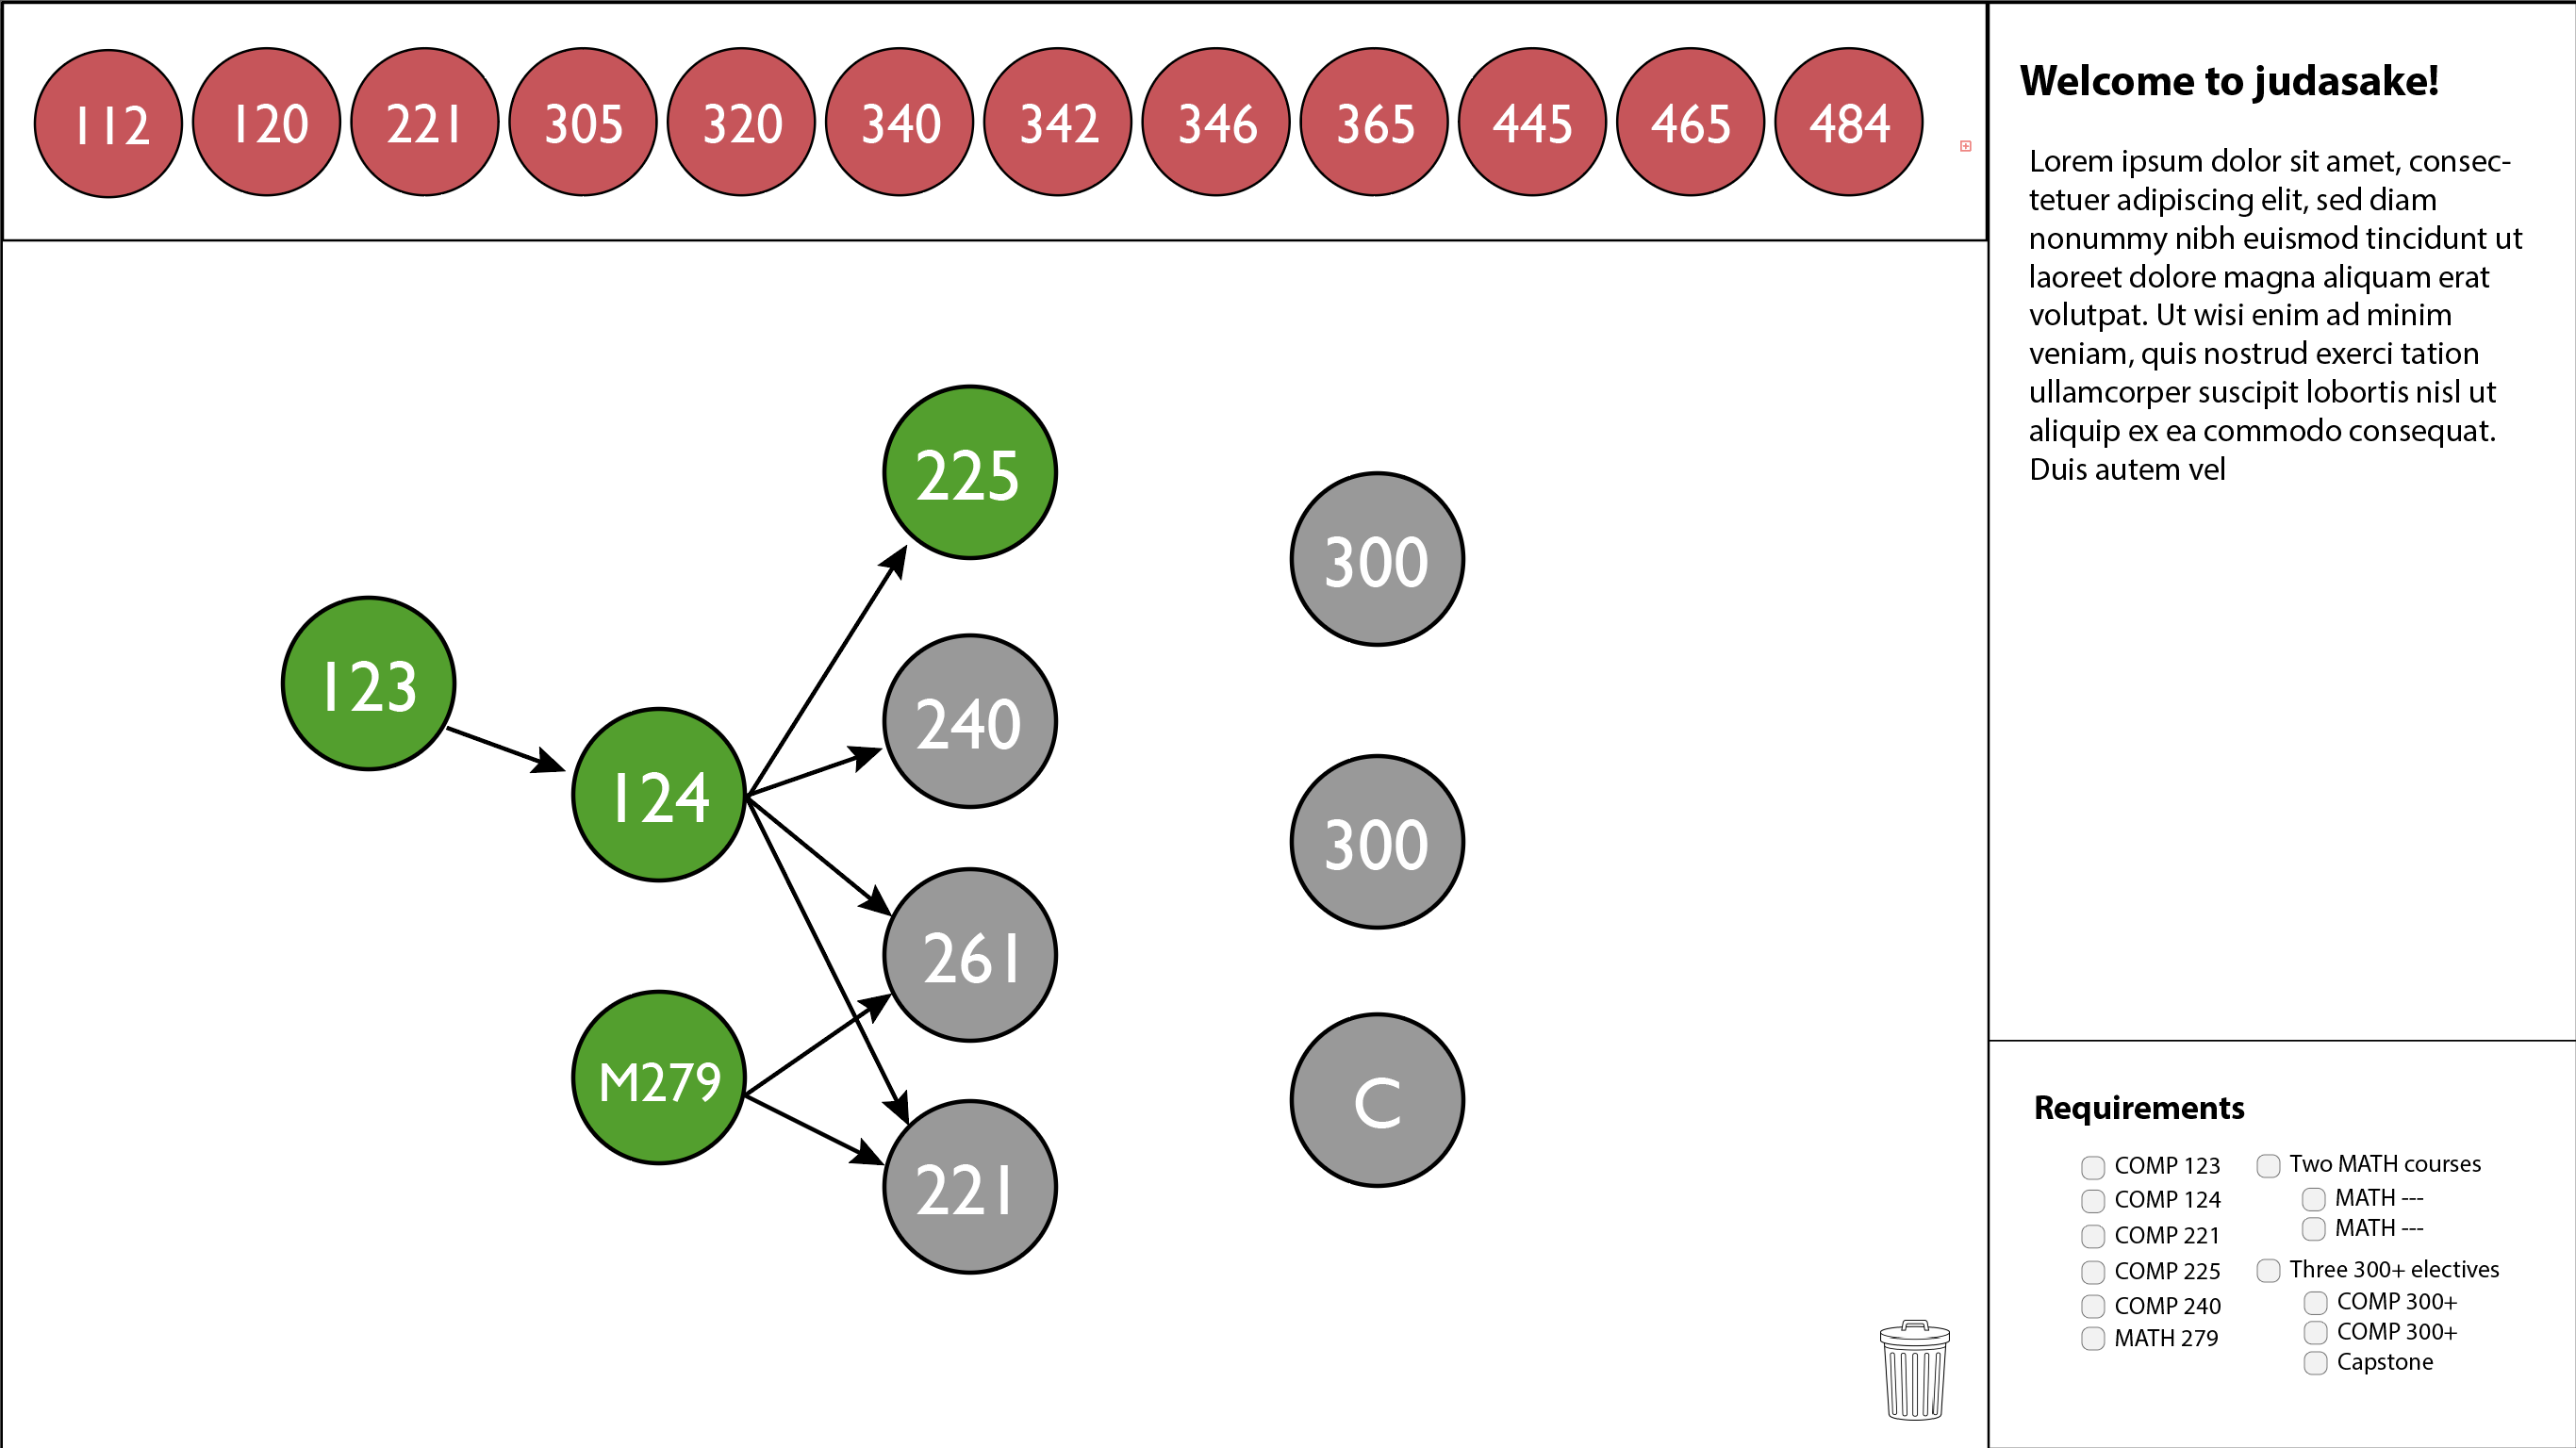 112 120 221 305 320 340 342 346 365 445 465 484
225
300
123
240
124
300
261
M279
C
221
Welcome to judasake!
Lorem ipsum dolor sit amet, consec-
tetuer adipiscing elit, sed diam
nonummy nibh euismod tincidunt ut
laoreet dolore magna aliquam erat
volutpat. Ut wisi enim ad minim
veniam, quis nostrud exerci tation
ullamcorper suscipit lobortis nisl ut
aliquip ex ea commodo consequat.
Duis autem vel
Requirements
COMP 123
COMP 124
COMP 221
COMP 225
COMP 240
MATH 279
Two MATH courses
MATH ---
MATH ---
Three 300+ electives
COMP 300+
COMP 300+
Capstone